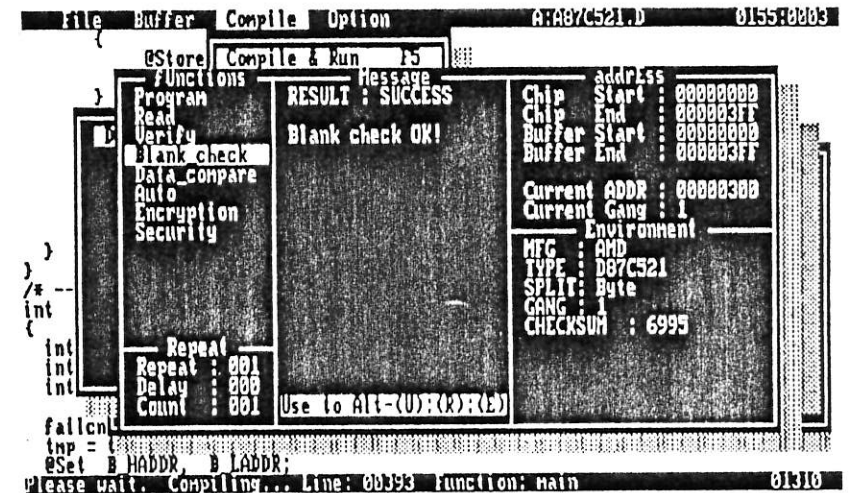 File Buffer Compile Option A:A87C521.D 0155:0003
{
@Store Compile & Run F5
fUnctions
Program
Read
Verify
Blank_check
Data_compare
Auto
Encryption
Security
Repeat
Repeat : 001
Delay : 000
Count : 001
Message
RESULT : SUCCESS
Blank check OK!
Use to Alt-(U):(R):(E)
addrEss
Chip Start : 00000000
Chip End : 000003FF
Buffer Start : 00000000
Buffer End : 000003FF
Current ADDR : 00000300
Current Gang : 1
Environment
MFG : AMD
TYPE : D87C521
SPLIT: Byte
GANG : 1
CHECKSUM : 6995
}
D
}
}
/* --
int
{
int
int
int
failcn
tmp = t
@Set B_HADDR, B_LADDR;
Please wait. Compiling... Line: 00393 Function: main 01310